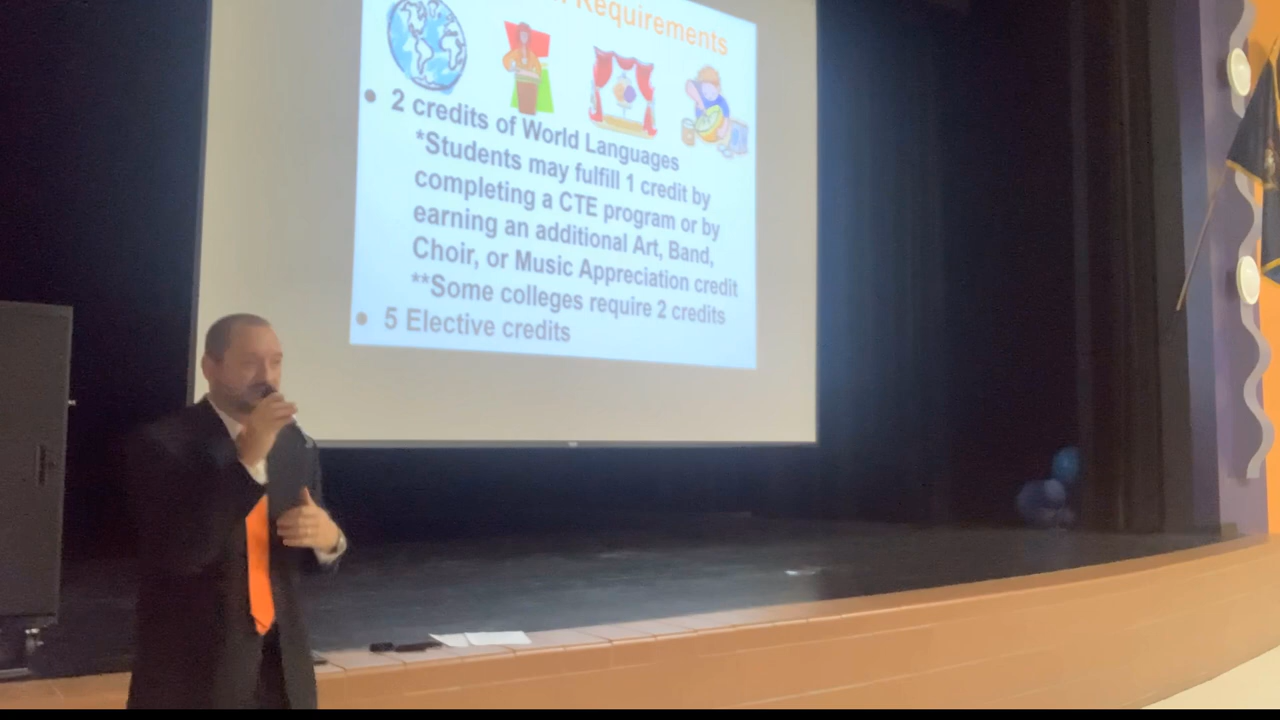 Requirements
• 2 credits of World Languages
*Students may fulfill 1 credit by
completing a CTE program or by
earning an additional Art, Band,
Choir, or Music Appreciation credit
**Some colleges require 2 credits
• 5 Elective credits